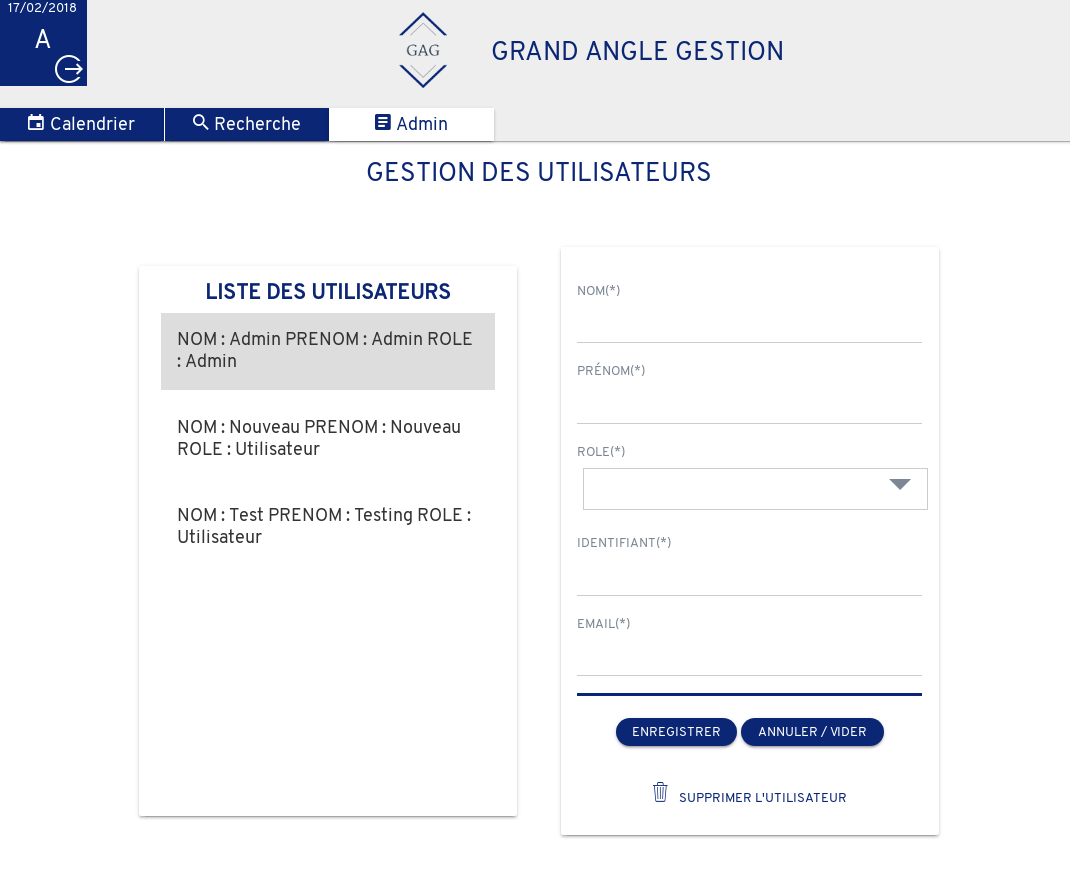 17/02/2018
A
GAG
GRAND ANGLE GESTION
Calendrier
Recherche
Admin
GESTION DES UTILISATEURS
LISTE DES UTILISATEURS
NOM : Admin PRENOM : Admin ROLE
: Admin
NOM : Nouveau PRENOM : Nouveau
ROLE : Utilisateur
NOM : Test PRENOM : Testing ROLE :
Utilisateur
NOM(*)
PRÉNOM(*)
ROLE(*)
IDENTIFIANT(*)
EMAIL(*)
ENREGISTRER
ANNULER / VIDER
SUPPRIMER L'UTILISATEUR